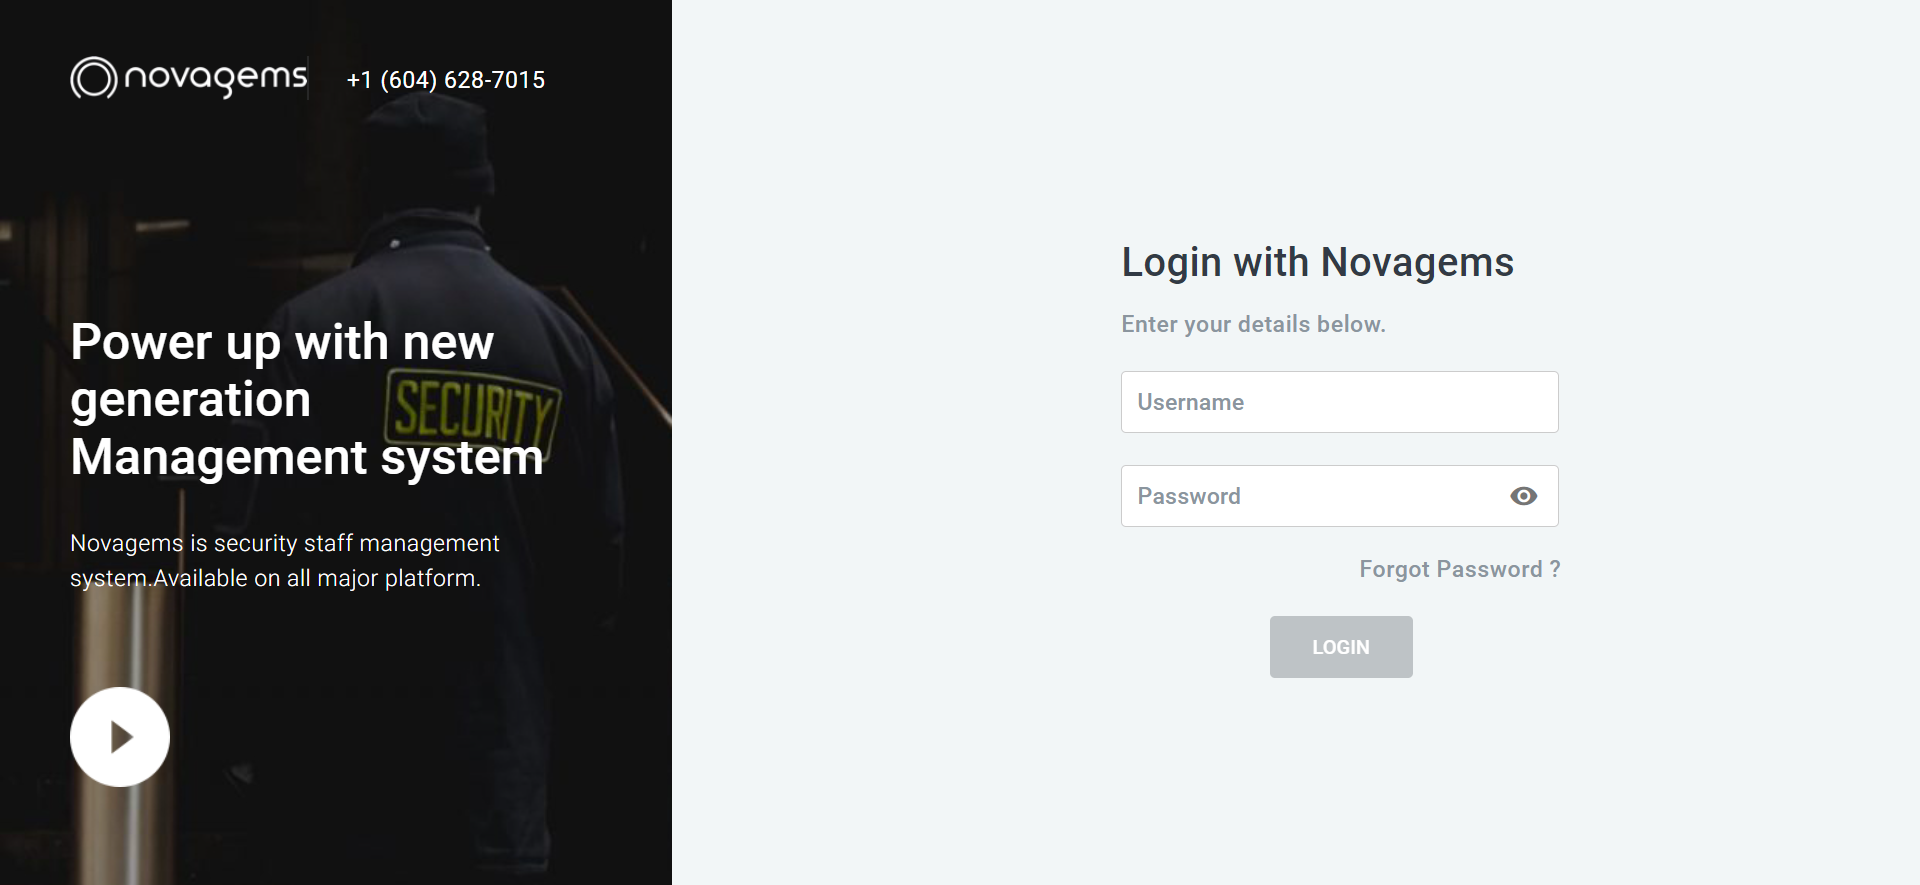 novagems
+1 (604) 628-7015
Power up with new
generation
SECURITY
Management system
Novagems is security staff management
system.Available on all major platform.
Login with Novagems
Enter your details below.
Username
Password
Forgot Password ?
LOGIN